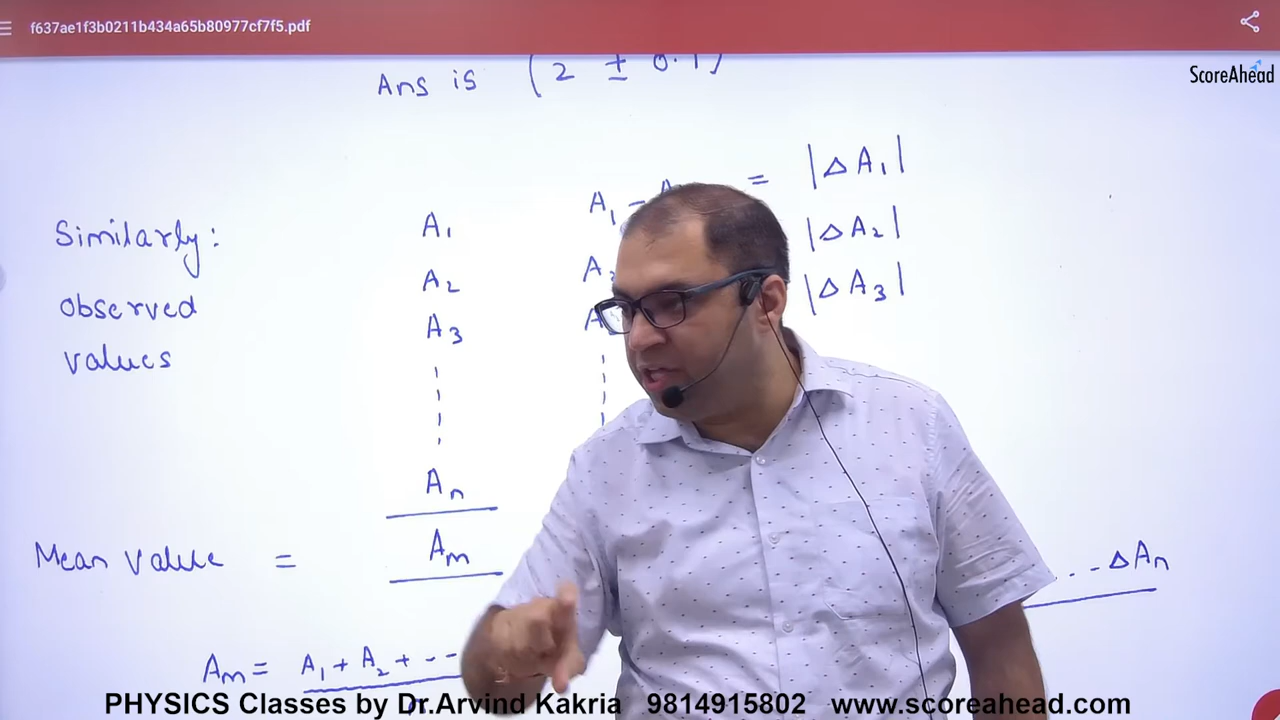 f637ae1f3b0211b434a65b80977cf7f5.pdf
ScoreAhead
Ans is (2 ± 0.1)
A₁ - = |ΔA₁|
Similarly: A₁
|ΔA₂|
observed A₂
|ΔA₃|
values A₃
Aₙ
Mean value = Aₘ ... ΔAₙ
Aₘ = A₁ + A₂ + --
PHYSICS Classes by Dr.Arvind Kakria 9814915802 www.scoreahead.com